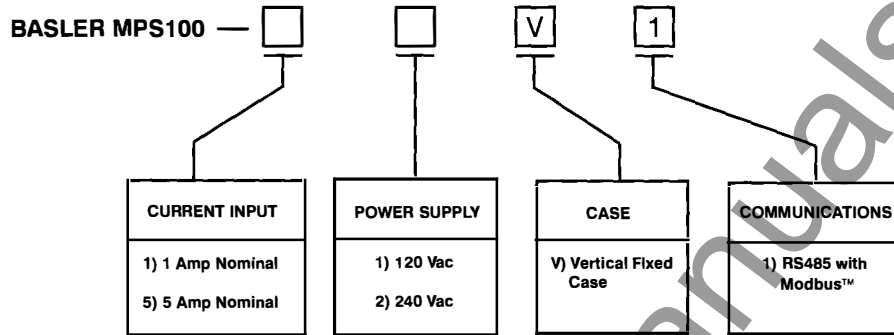 BASLER MPS100 —
V
1
CURRENT INPUT
1) 1 Amp Nominal
5) 5 Amp Nominal
POWER SUPPLY
1) 120 Vac
2) 240 Vac
CASE
V) Vertical Fixed
Case
COMMUNICATIONS
1) RS485 with
Modbus™